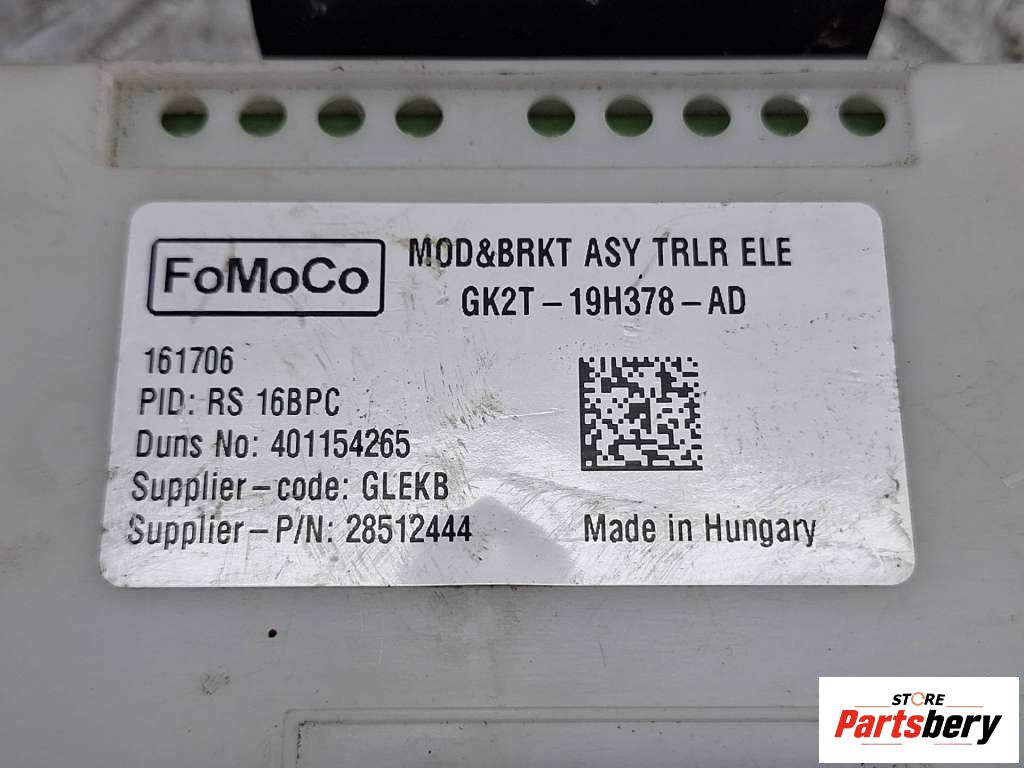 FoMoCo
MOD&BRKT ASY TRLR ELE
GK2T-19H378-AD
161706
PID: RS 16BPC
Duns No: 401154265
Supplier-code: GLEKB
Supplier-P/N: 28512444
Made in Hungary
STORE
Partsbery